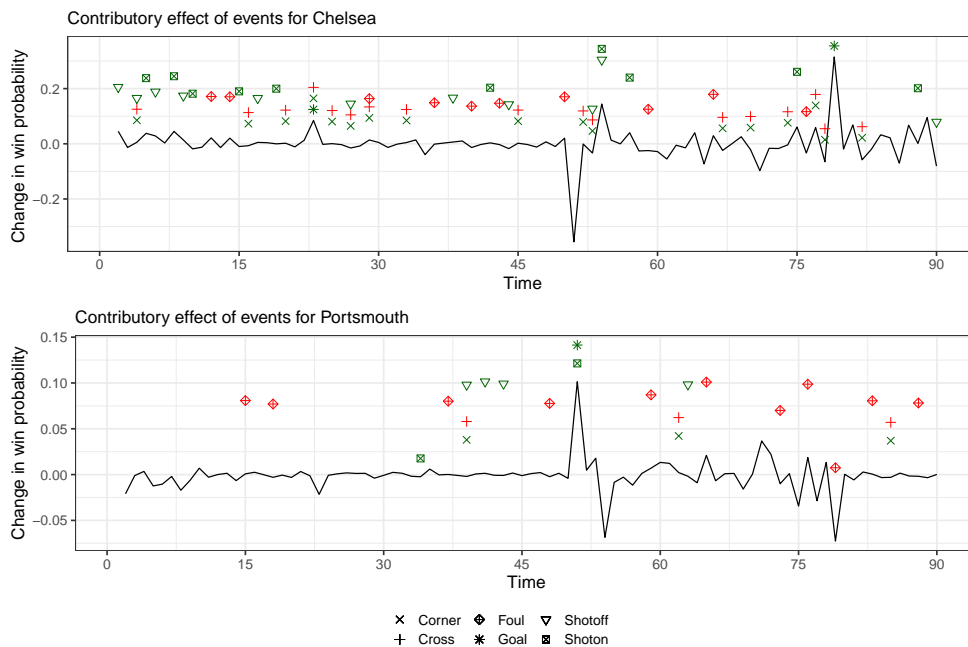 Contributory effect of events for Chelsea
Change in win probability
0.2
0.0
−0.2
0 15 30 45 60 75 90
Time
Contributory effect of events for Portsmouth
Change in win probability
0.15
0.10
0.05
0.00
−0.05
0 15 30 45 60 75 90
Time
Corner Foul Shotoff
Cross Goal Shoton